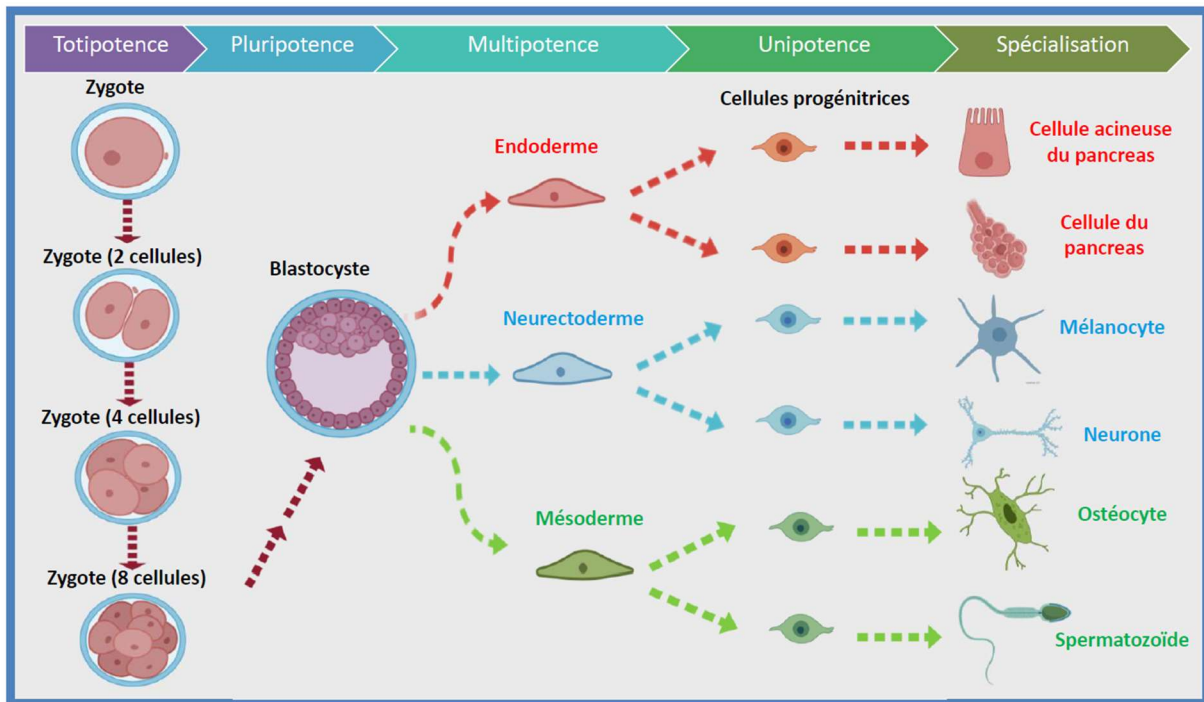 Totipotence
Pluripotence
Multipotence
Unipotence
Spécialisation
Zygote
Zygote (2 cellules)
Zygote (4 cellules)
Zygote (8 cellules)
Blastocyste
Endoderme
Neurectoderme
Mésoderme
Cellules progénitrices
Cellule acineuse
du pancreas
Cellule du
pancreas
Mélanocyte
Neurone
Ostéocyte
Spermatozoïde